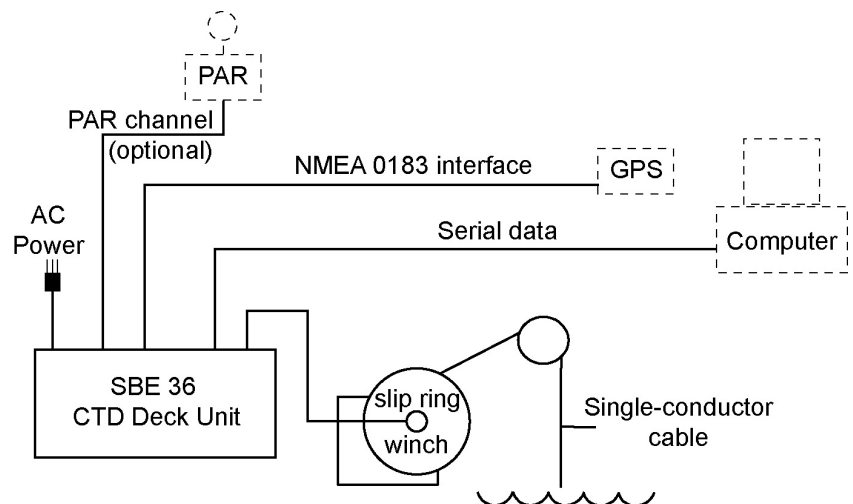 PAR
PAR channel
(optional)
NMEA 0183 interface
GPS
AC
Power
Serial data
Computer
SBE 36
CTD Deck Unit
slip ring
winch
Single-conductor
cable